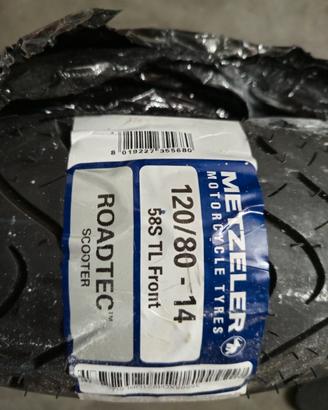 8 019227 355680
METZELER
MOTORCYCLE TYRES
120/80 - 14
58S TL Front
ROADTEC™
SCOOTER